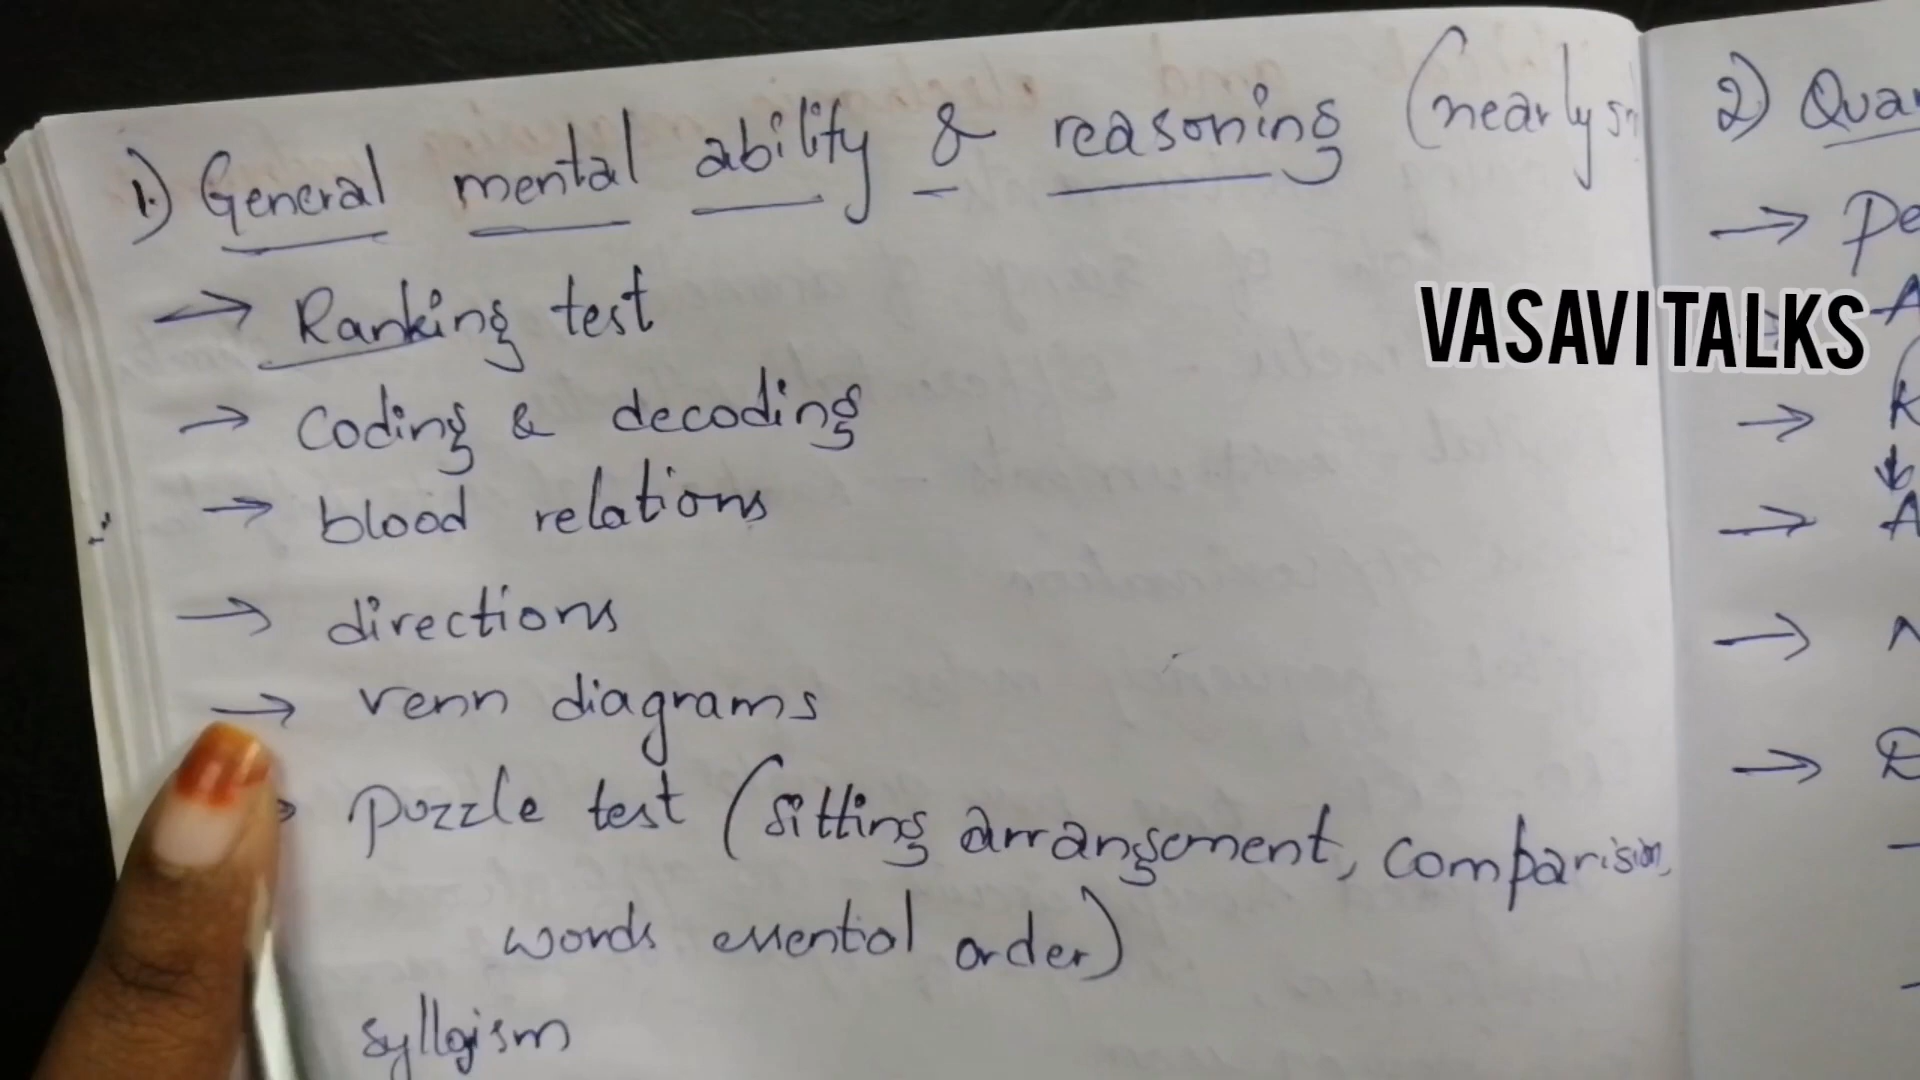 1.) General mental ability & reasoning (nearly
→ Ranking test
→ Coding & decoding
→ blood relations
→ directions
→ venn diagrams
puzzle test (sitting arrangement, comparision,
words essential order)
syllogism
2) Qua
→ Pe
VASAVI TALKS
→ A
→ R
→ A
→ N
→ D